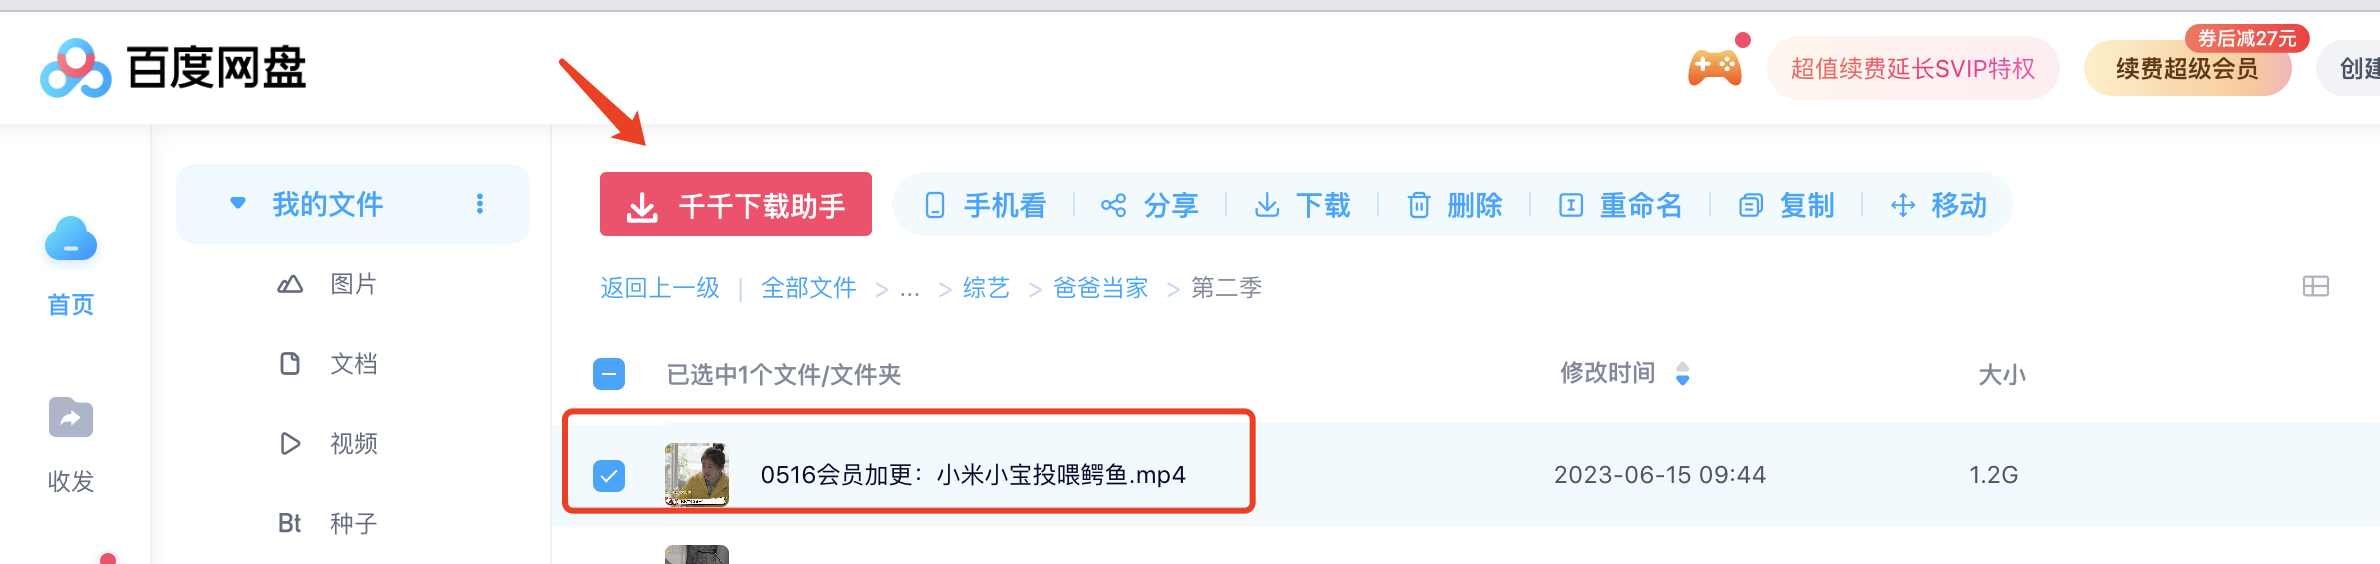 百度网盘
超值续费延长SVIP特权
券后减27元
续费超级会员
创建
首页
收发
我的文件
图片
文档
视频
Bt 种子
千千下载助手
手机看 分享 下载 删除 重命名 复制 移动
返回上一级 | 全部文件 > ... > 综艺 > 爸爸当家 > 第二季
已选中1个文件/文件夹 修改时间 大小
0516会员加更：小米小宝投喂鳄鱼.mp4 2023-06-15 09:44 1.2G